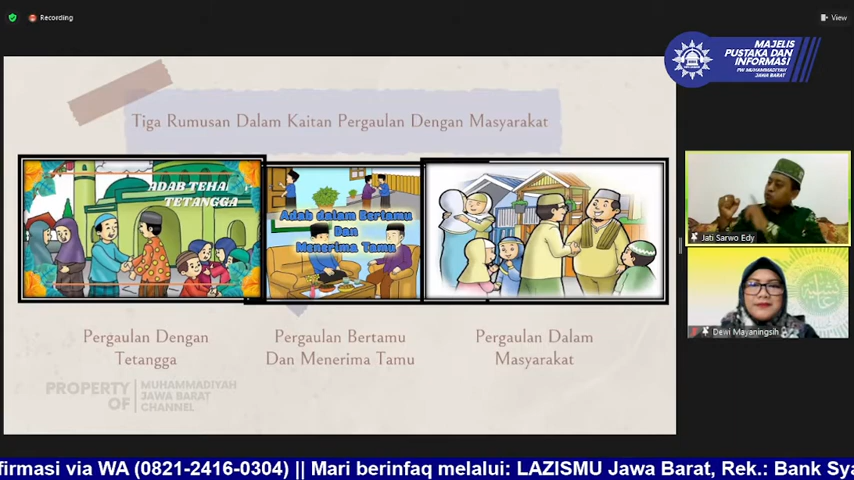 Recording
View
MAJELIS
PUSTAKA DAN
INFORMASI
PW MUHAMMADIYAH
JAWA BARAT
Tiga Rumusan Dalam Kaitan Pergaulan Dengan Masyarakat
ADAB TEHA
TETANGGA
Adab dalam Bertamu
Dan
Menerima Tamu
Jati Sarwo Edy
Dewi Mayaningsih
Pergaulan Dengan
Tetangga
Pergaulan Bertamu
Dan Menerima Tamu
Pergaulan Dalam
Masyarakat
PROPERTY
OF
MUHAMMADIYAH
JAWA BARAT
CHANNEL
firmasi via WA (0821-2416-0304) || Mari berinfaq melalui: LAZISMU Jawa Barat, Rek.: Bank Sya